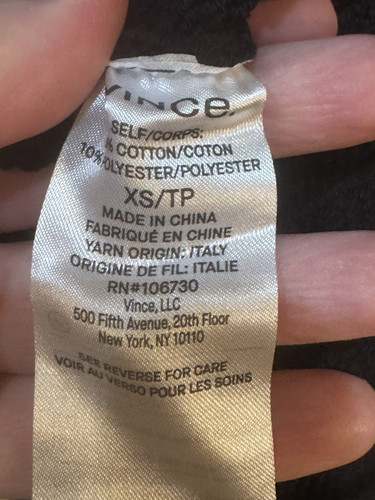 VINCE.
SELF/CORPS:
% COTTON/COTON
10% POLYESTER/POLYESTER
XS/TP
MADE IN CHINA
FABRIQUÉ EN CHINE
YARN ORIGIN: ITALY
ORIGINE DE FIL: ITALIE
RN#106730
Vince, LLC
500 Fifth Avenue, 20th Floor
New York, NY 10110
SEE REVERSE FOR CARE
VOIR AU VERSO POUR LES SOINS